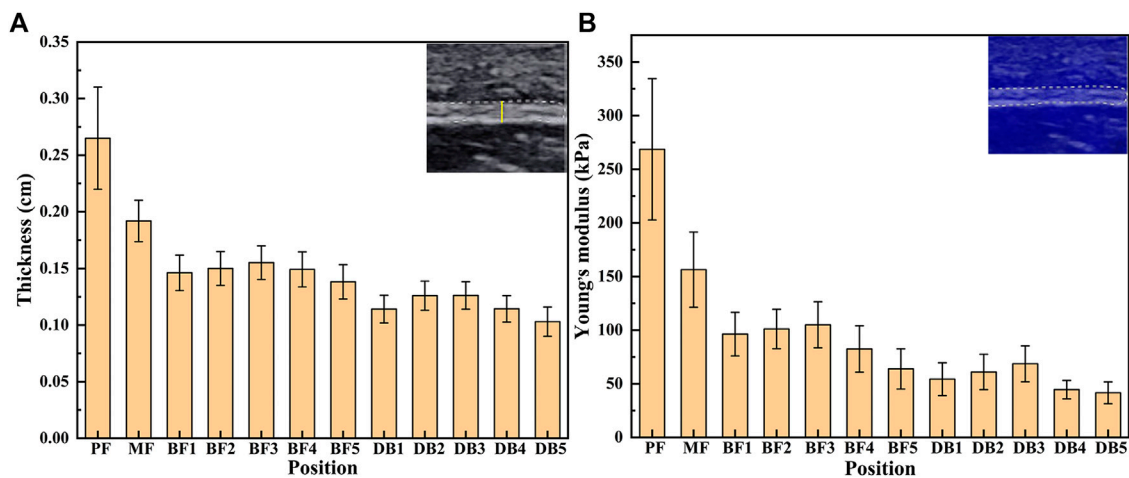 A
0.35
0.30
0.25
0.20
0.15
0.10
0.05
0.00
Thickness (cm)
PF MF BF1 BF2 BF3 BF4 BF5 DB1 DB2 DB3 DB4 DB5
Position
B
350
300
250
200
150
100
50
0
Young's modulus (kPa)
PF MF BF1 BF2 BF3 BF4 BF5 DB1 DB2 DB3 DB4 DB5
Position